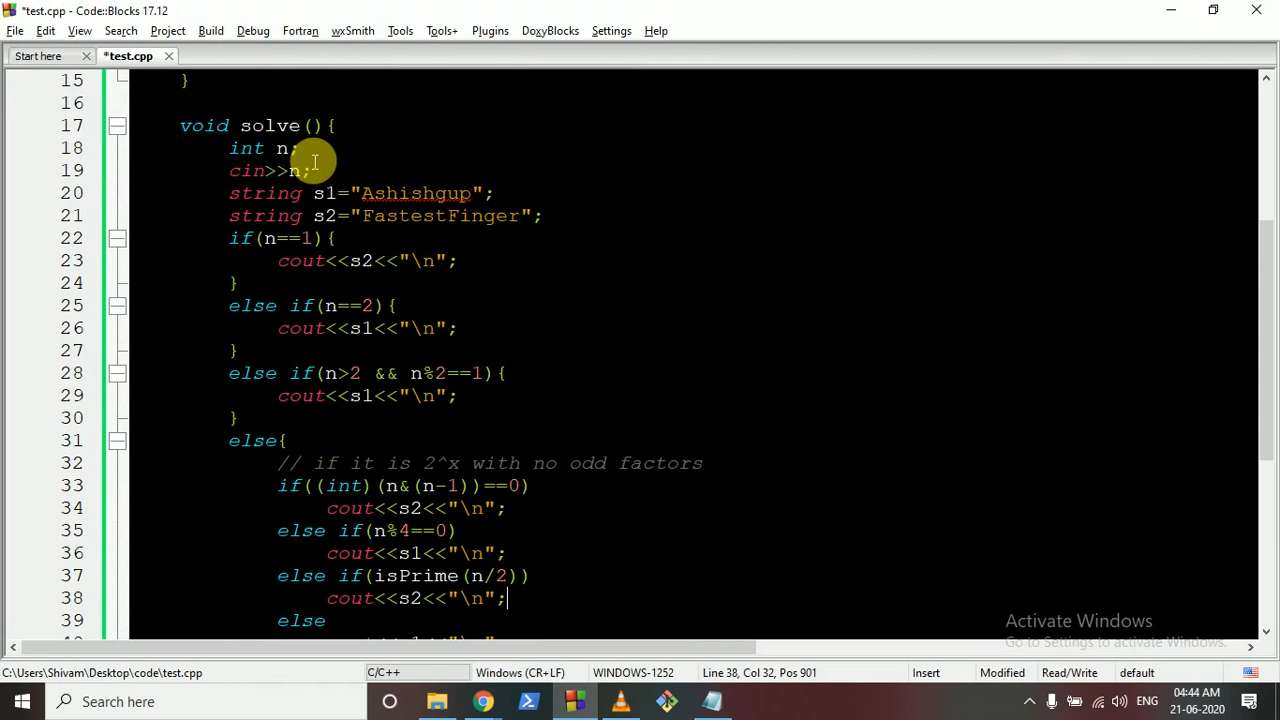 *test.cpp - Code::Blocks 17.12
File Edit View Search Project Build Debug Fortran wxSmith Tools Tools+ Plugins DoxyBlocks Settings Help
Start here *test.cpp
15 }
16
17 void solve(){
18 int n;
19 cin>>n;
20 string s1="Ashishgup";
21 string s2="FastestFinger";
22 if(n==1){
23 cout<<s2<<"\n";
24 }
25 else if(n==2){
26 cout<<s1<<"\n";
27 }
28 else if(n>2 && n%2==1){
29 cout<<s1<<"\n";
30 }
31 else{
32 // if it is 2^x with no odd factors
33 if((int)(n&(n-1))==0)
34 cout<<s2<<"\n";
35 else if(n%4==0)
36 cout<<s1<<"\n";
37 else if(isPrime(n/2))
38 cout<<s2<<"\n";
39 else
Activate Windows
Go to Settings to activate Windows.
C:\Users\Shivam\Desktop\code\test.cpp C/C++ Windows (CR+LF) WINDOWS-1252 Line 38, Col 32, Pos 901 Insert Modified Read/Write default
Search here ENG 04:44 AM
21-06-2020